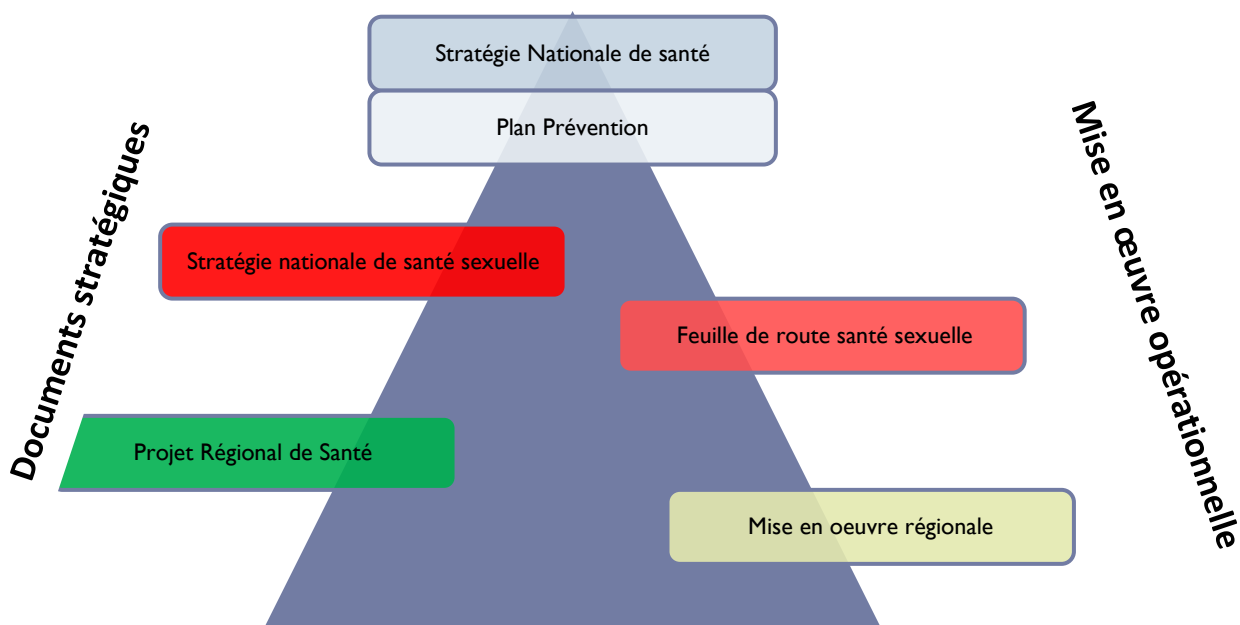 Stratégie Nationale de santé
Plan Prévention
Documents stratégiques
Mise en œuvre opérationnelle
Stratégie nationale de santé sexuelle
Feuille de route santé sexuelle
Projet Régional de Santé
Mise en oeuvre régionale